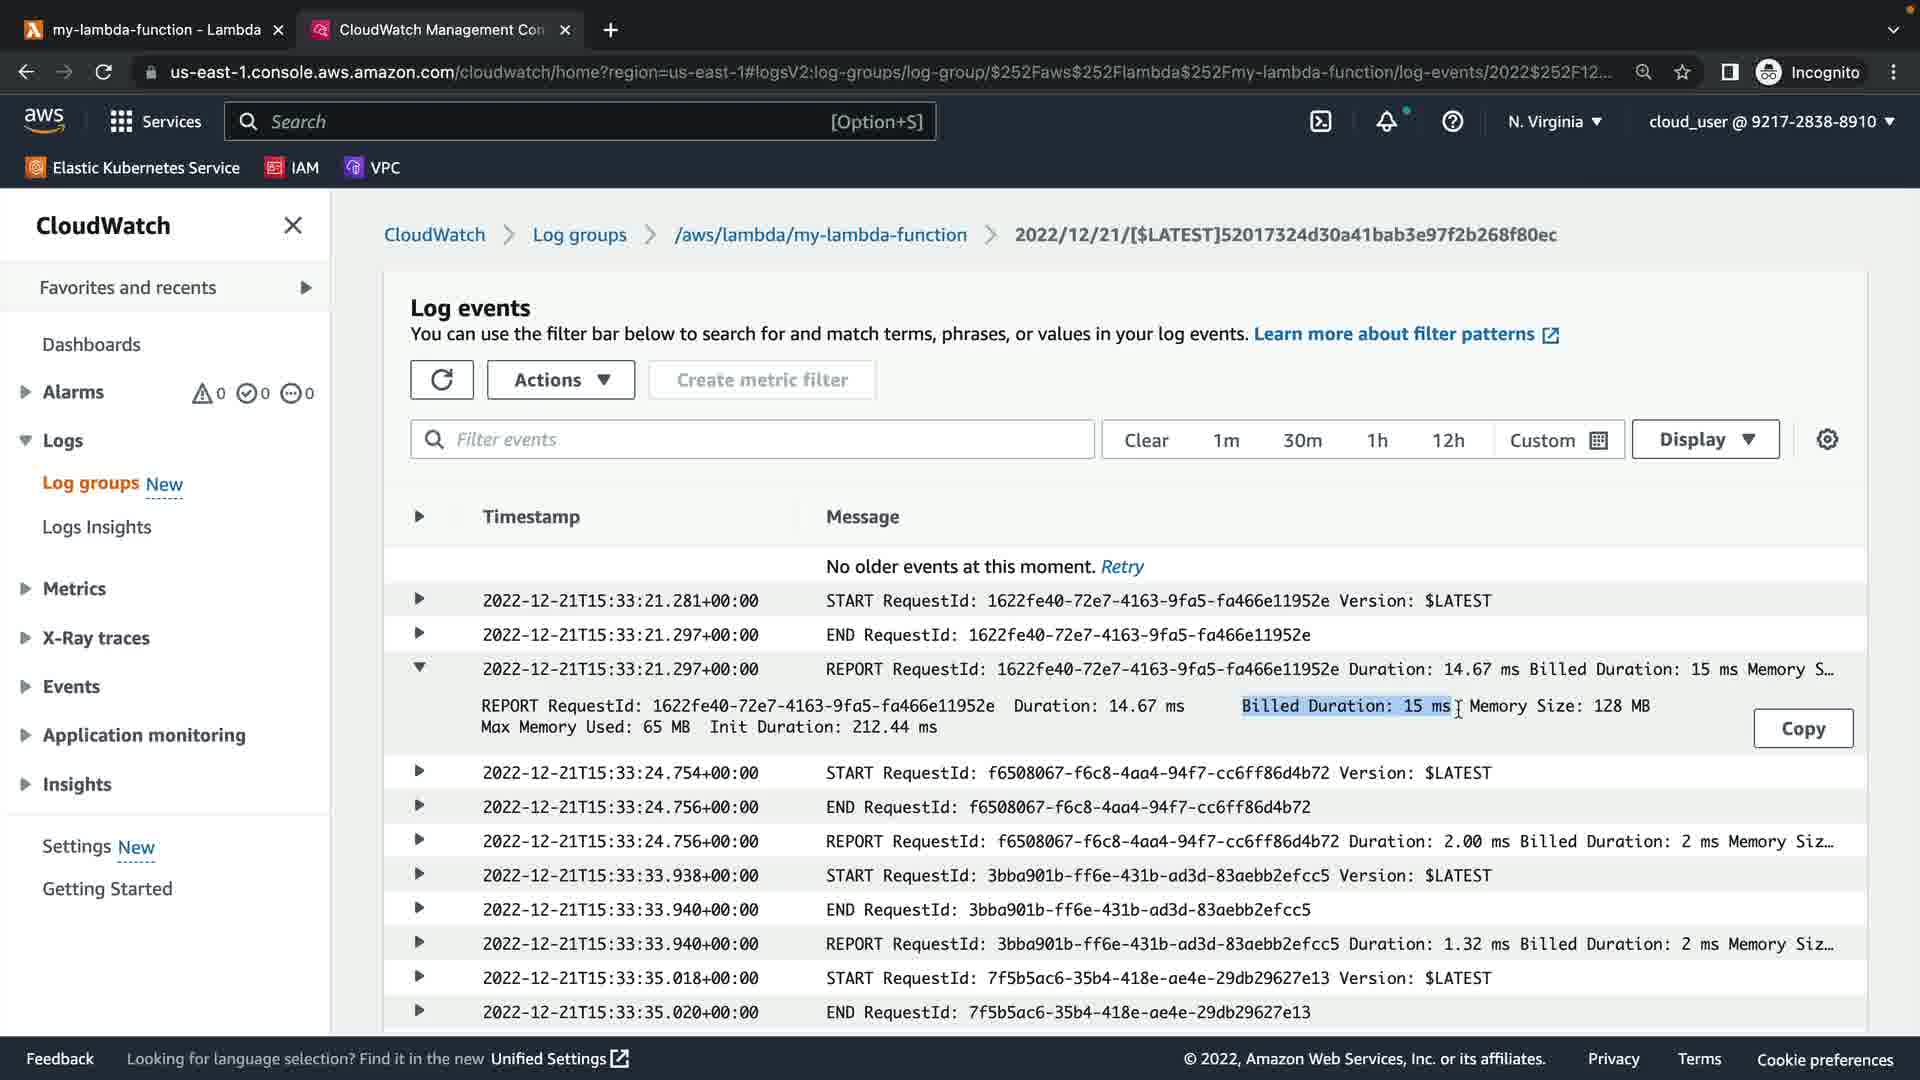 my-lambda-function - Lambda
CloudWatch Management Con
us-east-1.console.aws.amazon.com/cloudwatch/home?region=us-east-1#logsV2:log-groups/log-group/$252Faws$252Flambda$252Fmy-lambda-function/log-events/2022$252F12...
Incognito
aws
Services
Search
[Option+S]
N. Virginia
cloud_user @ 9217-2838-8910
Elastic Kubernetes Service
IAM
VPC
CloudWatch
Favorites and recents
Dashboards
Alarms
0
0
0
Logs
Log groups New
Logs Insights
Metrics
X-Ray traces
Events
Application monitoring
Insights
Settings New
Getting Started
CloudWatch
Log groups
/aws/lambda/my-lambda-function
2022/12/21/[$LATEST]52017324d30a41bab3e97f2b268f80ec
Log events
You can use the filter bar below to search for and match terms, phrases, or values in your log events. Learn more about filter patterns
Actions
Create metric filter
Filter events
Clear 1m 30m 1h 12h Custom
Display
Timestamp Message
No older events at this moment. Retry
2022-12-21T15:33:21.281+00:00 START RequestId: 1622fe40-72e7-4163-9fa5-fa466e11952e Version: $LATEST
2022-12-21T15:33:21.297+00:00 END RequestId: 1622fe40-72e7-4163-9fa5-fa466e11952e
2022-12-21T15:33:21.297+00:00 REPORT RequestId: 1622fe40-72e7-4163-9fa5-fa466e11952e Duration: 14.67 ms Billed Duration: 15 ms Memory S...
REPORT RequestId: 1622fe40-72e7-4163-9fa5-fa466e11952e Duration: 14.67 ms Billed Duration: 15 ms Memory Size: 128 MB
Max Memory Used: 65 MB Init Duration: 212.44 ms
Copy
2022-12-21T15:33:24.754+00:00 START RequestId: f6508067-f6c8-4aa4-94f7-cc6ff86d4b72 Version: $LATEST
2022-12-21T15:33:24.756+00:00 END RequestId: f6508067-f6c8-4aa4-94f7-cc6ff86d4b72
2022-12-21T15:33:24.756+00:00 REPORT RequestId: f6508067-f6c8-4aa4-94f7-cc6ff86d4b72 Duration: 2.00 ms Billed Duration: 2 ms Memory Siz...
2022-12-21T15:33:33.938+00:00 START RequestId: 3bba901b-ff6e-431b-ad3d-83aebb2efcc5 Version: $LATEST
2022-12-21T15:33:33.940+00:00 END RequestId: 3bba901b-ff6e-431b-ad3d-83aebb2efcc5
2022-12-21T15:33:33.940+00:00 REPORT RequestId: 3bba901b-ff6e-431b-ad3d-83aebb2efcc5 Duration: 1.32 ms Billed Duration: 2 ms Memory Siz...
2022-12-21T15:33:35.018+00:00 START RequestId: 7f5b5ac6-35b4-418e-ae4e-29db29627e13 Version: $LATEST
2022-12-21T15:33:35.020+00:00 END RequestId: 7f5b5ac6-35b4-418e-ae4e-29db29627e13
Feedback
Looking for language selection? Find it in the new Unified Settings
© 2022, Amazon Web Services, Inc. or its affiliates.
Privacy
Terms
Cookie preferences